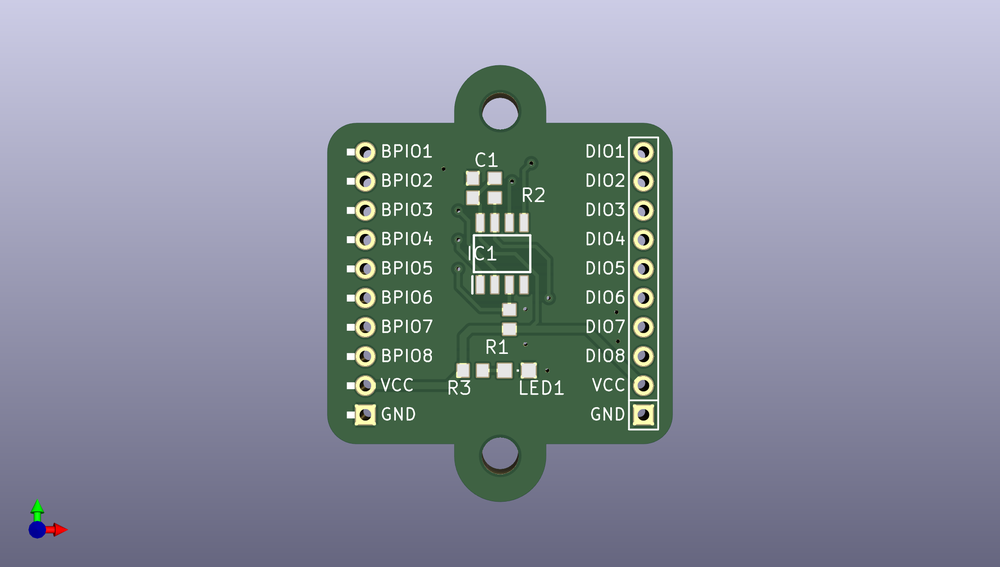 BPIO1
BPIO2
BPIO3
BPIO4
BPIO5
BPIO6
BPIO7
BPIO8
VCC
GND
C1
R2
IC1
R1
R3
LED1
DIO1
DIO2
DIO3
DIO4
DIO5
DIO6
DIO7
DIO8
VCC
GND